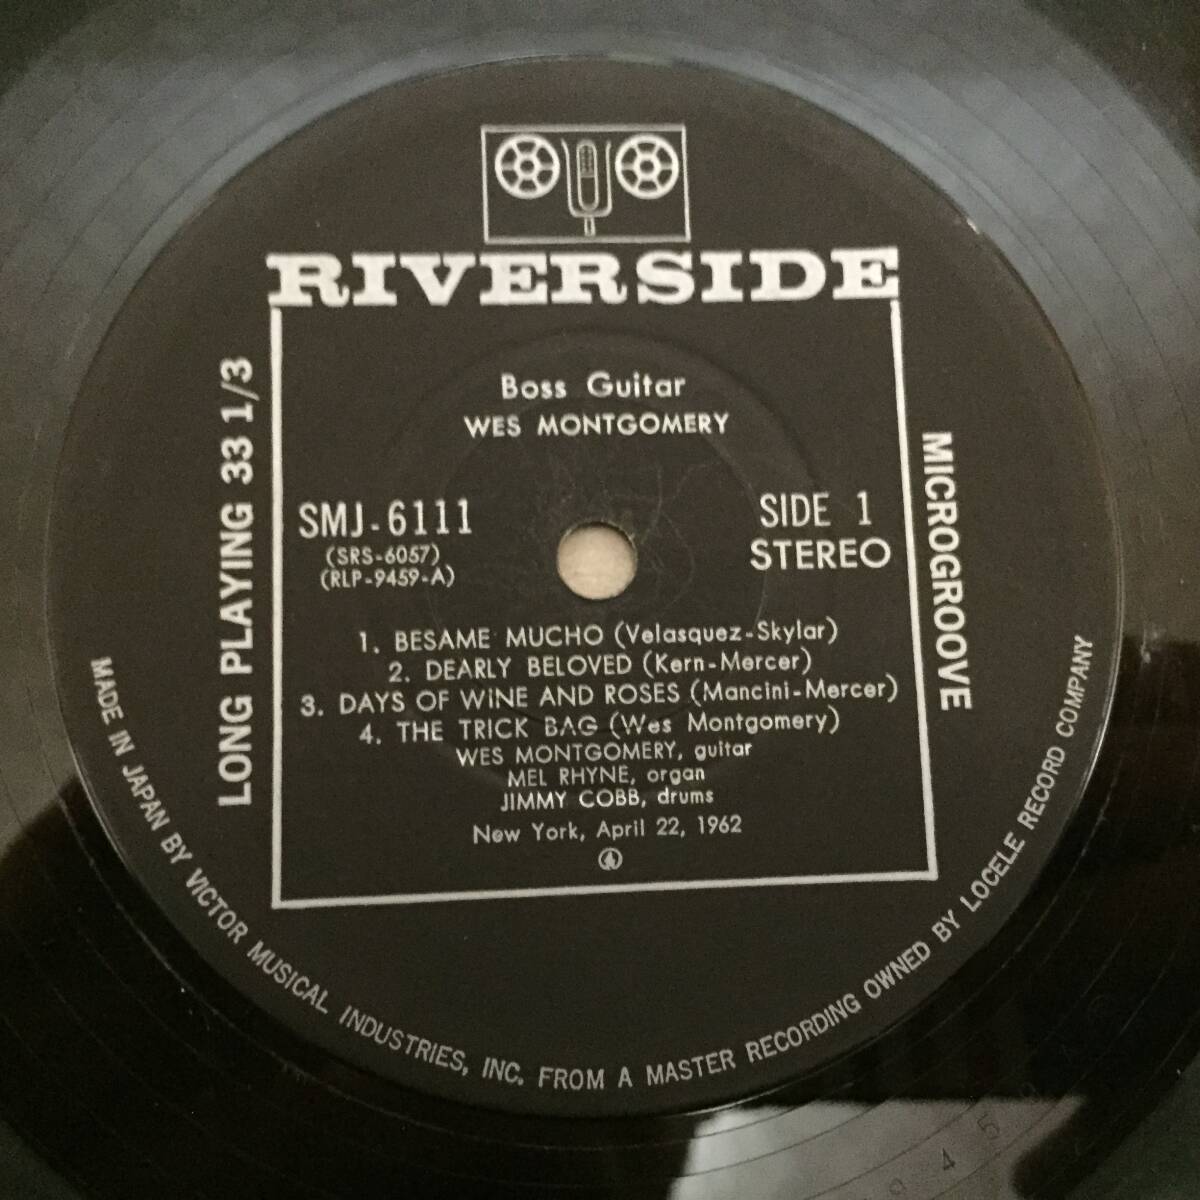 RIVERSIDE
Boss Guitar
WES MONTGOMERY
SMJ-6111
(SRS-6057)
(RLP-9459-A)
SIDE 1
STEREO
1. BESAME MUCHO (Velasquez-Skylar)
2. DEARLY BELOVED (Kern-Mercer)
3. DAYS OF WINE AND ROSES (Mancini-Mercer)
4. THE TRICK BAG (Wes Montgomery)
WES MONTGOMERY, guitar
MEL RHYNE, organ
JIMMY COBB, drums
New York, April 22, 1962
LONG PLAYING 33 1/3
MICROGROOVE
MADE IN JAPAN BY VICTOR MUSICAL INDUSTRIES, INC. FROM A MASTER RECORDING OWNED BY LOCELE RECORD COMPANY